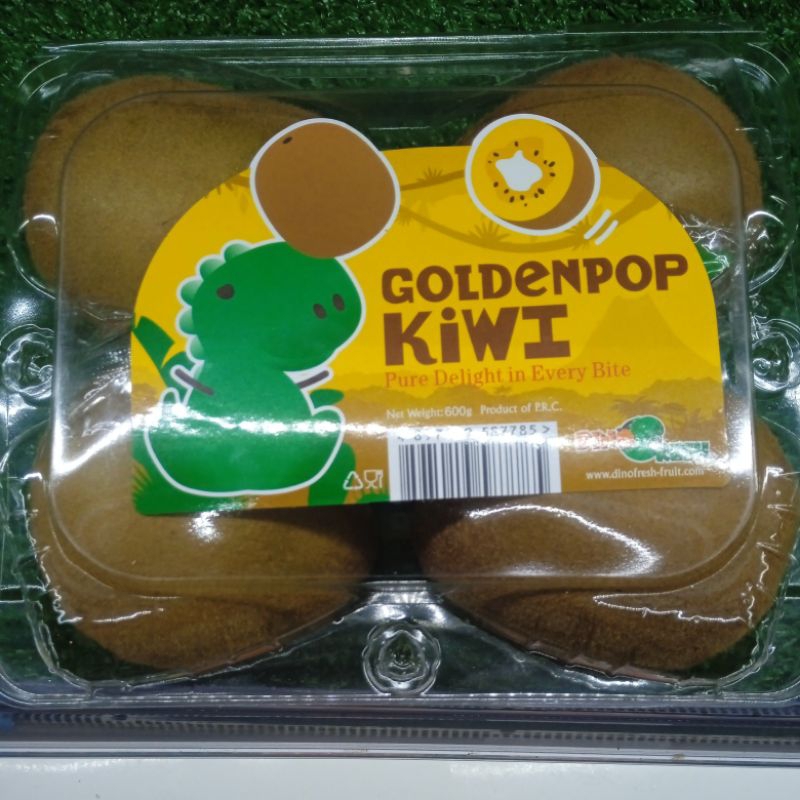 GOLDENPOP
KiWI
Pure Delight in Every Bite
Net Weight: 600g Product of P.R.C.
www.dinofresh-fruit.com